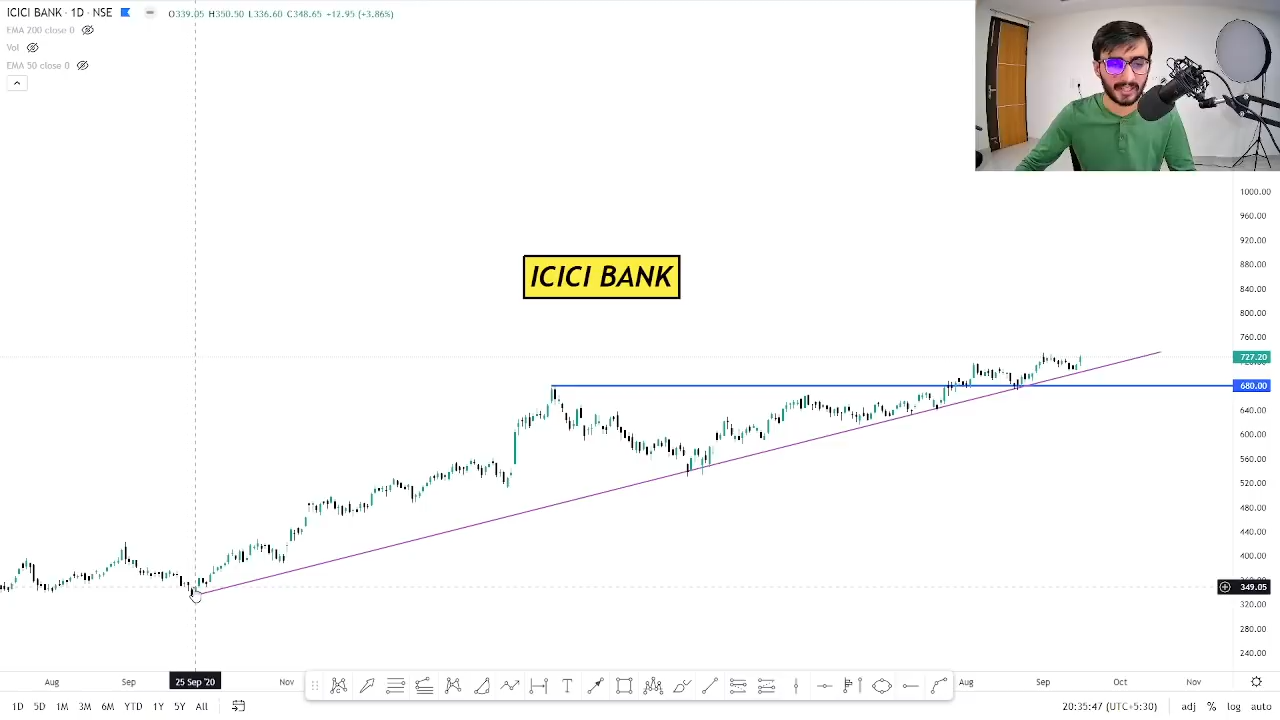 ICICI BANK · 1D · NSE O339.05 H350.50 L336.60 C348.65 +12.95 (+3.86%)
EMA 200 close 0
Vol
EMA 50 close 0
ICICI BANK
1000.00
960.00
920.00
880.00
840.00
800.00
760.00
727.20
680.00
640.00
600.00
560.00
520.00
480.00
440.00
400.00
349.05
320.00
280.00
240.00
Aug Sep 25 Sep '20 Nov Aug Sep Oct Nov
1D 5D 1M 3M 6M YTD 1Y 5Y All 20:35:47 (UTC+5:30) adj % log auto